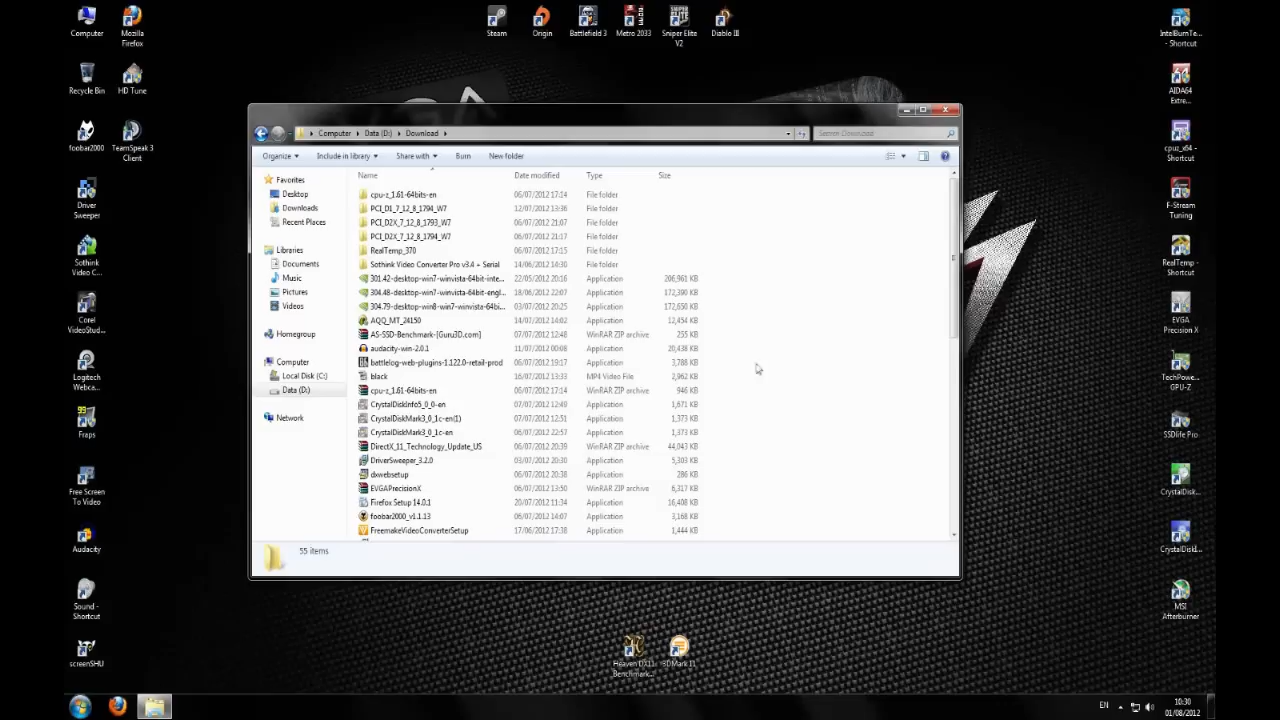 Computer
Mozilla
Firefox
Recycle Bin
HD Tune
foobar2000
TeamSpeak 3
Client
Driver
Sweeper
Sothink
Video C...
Corel
VideoStud...
Logitech
Webca...
Fraps
Free Screen
To Video
Audacity
Sound -
Shortcut
screenSHU
Steam
Origin
Battlefield 3
Metro 2033
Sniper Elite
V2
Diablo III
Computer
Data (D:)
Download
Search Download
Organize
Include in library
Share with
Burn
New folder
Favorites
Desktop
Downloads
Recent Places
Libraries
Documents
Music
Pictures
Videos
Homegroup
Computer
Local Disk (C:)
Data (D:)
Network
Name Date modified Type Size
cpu-z_1.61-64bits-en 06/07/2012 17:14 File folder
PCI_D1_7_12_8_1794_W7 12/07/2012 13:36 File folder
PCI_D2X_7_12_8_1793_W7 06/07/2012 21:07 File folder
PCI_D2X_7_12_8_1794_W7 06/07/2012 21:17 File folder
RealTemp_370 06/07/2012 17:15 File folder
Sothink Video Converter Pro v3.4 + Serial 14/06/2012 14:30 File folder
301.42-desktop-win7-winvista-64bit-inte... 22/05/2012 20:16 Application 206,961 KB
304.48-desktop-win7-winvista-64bit-engl... 18/06/2012 22:07 Application 172,390 KB
304.79-desktop-win8-win7-winvista-64bi... 03/07/2012 20:25 Application 172,650 KB
AQQ_MT_24150 14/07/2012 14:02 Application 12,454 KB
AS-SSD-Benchmark-[Guru3D.com] 07/07/2012 12:48 WinRAR ZIP archive 255 KB
audacity-win-2.0.1 11/07/2012 00:08 Application 20,438 KB
battlelog-web-plugins-1.122.0-retail-prod 06/07/2012 19:17 Application 3,788 KB
black 16/07/2012 13:33 MP4 Video File 2,962 KB
cpu-z_1.61-64bits-en 06/07/2012 17:14 WinRAR ZIP archive 946 KB
CrystalDiskInfo5_0_0-en 07/07/2012 12:49 Application 1,671 KB
CrystalDiskMark3_0_1c-en(1) 07/07/2012 12:51 Application 1,373 KB
CrystalDiskMark3_0_1c-en 06/07/2012 22:57 Application 1,373 KB
DirectX_11_Technology_Update_US 06/07/2012 20:39 WinRAR ZIP archive 44,043 KB
DriverSweeper_3.2.0 03/07/2012 20:30 Application 5,303 KB
dxwebsetup 06/07/2012 20:38 Application 286 KB
EVGAPrecisionX 06/07/2012 13:50 WinRAR ZIP archive 6,317 KB
Firefox Setup 14.0.1 20/07/2012 11:34 Application 16,408 KB
foobar2000_v1.1.13 06/07/2012 14:07 Application 3,168 KB
FreemakeVideoConverterSetup 17/06/2012 17:38 Application 1,444 KB
55 items
IntelBurnTe...
- Shortcut
AIDA64
Extre...
cpuz_x64 -
Shortcut
F-Stream
Tuning
RealTemp -
Shortcut
EVGA
Precision X
TechPowe...
GPU-Z
SSDlife Pro
CrystalDisk...
CrystalDiskI...
MSI
Afterburner
Heaven DX11
Benchmark...
3DMark 11
EN
10:30
01/08/2012